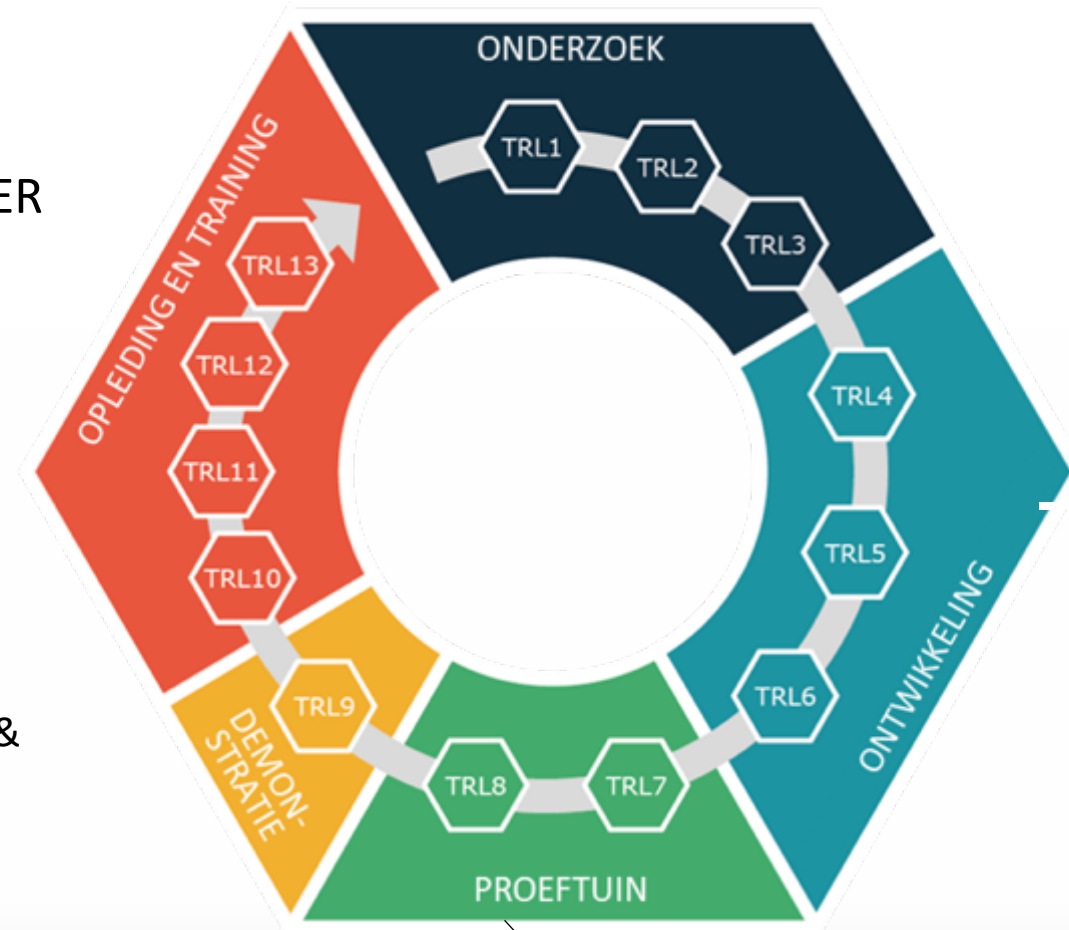 ONDERZOEK
TRL1
TRL2
TRL3
TRL4
TRL5
TRL6
ONTWIKKELING
TRL7
TRL8
PROEFTUIN
TRL9
DEMON-
STRATIE
TRL10
TRL11
TRL12
TRL13
OPLEIDING EN TRAINING
ER
&